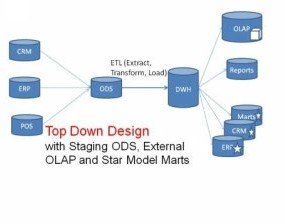 OLAP
CRM
ETL (Extract,
Transform, Load)
ERP
ODS
DWH
Reports
POS
Marts
CRM
ERP
Top Down Design
with Staging ODS, External
OLAP and Star Model Marts